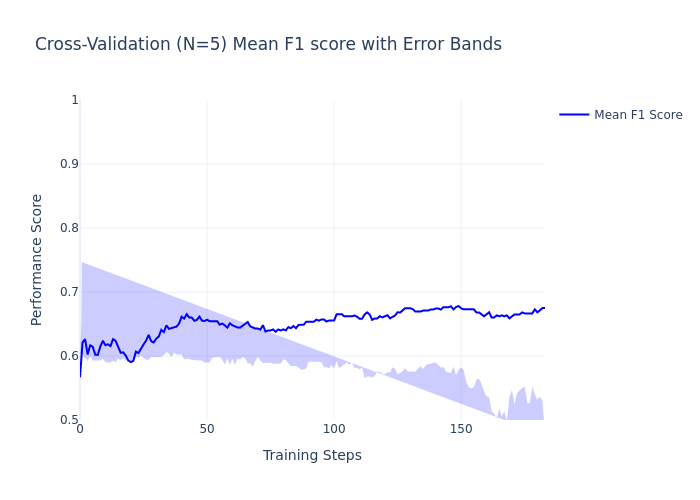 Cross-Validation (N=5) Mean F1 score with Error Bands
Mean F1 Score
Performance Score
1
0.9
0.8
0.7
0.6
0.5
0
50
100
150
Training Steps